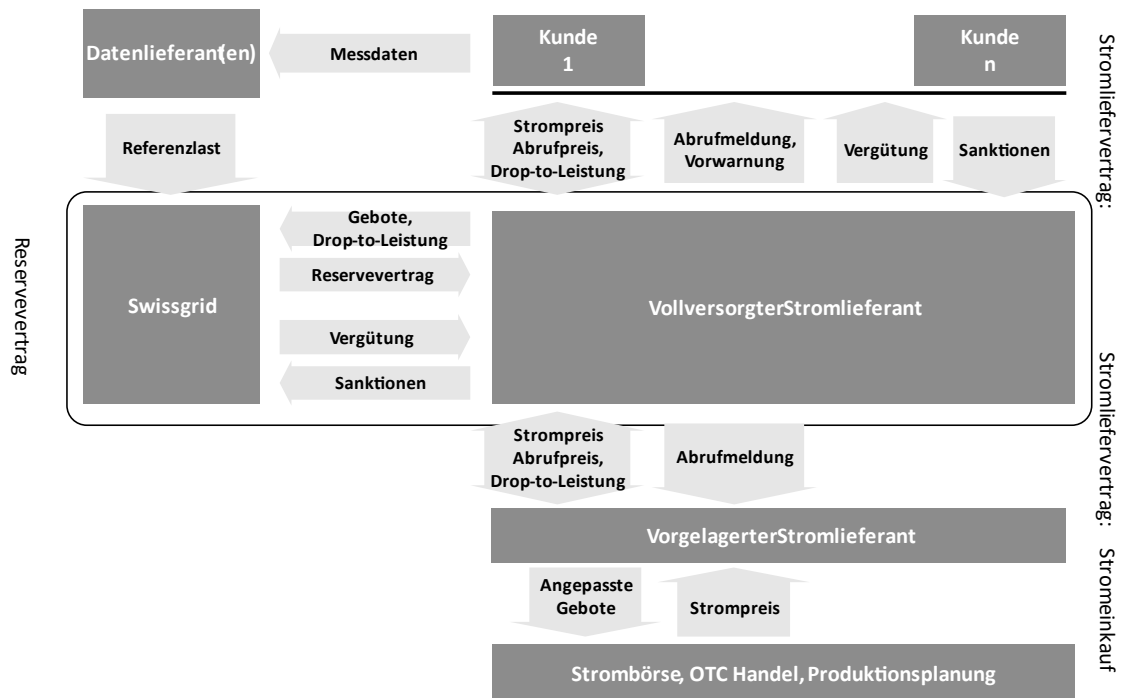 Datenlieferant(en)
Messdaten
Kunde
1
Kunde
n
Referenzlast
Strompreis
Abrufpreis,
Drop-to-Leistung
Abrufmeldung,
Vorwarnung
Vergütung
Sanktionen
Stromliefervertrag:
Reservevertrag
Swissgrid
Gebote,
Drop-to-Leistung
Reservevertrag
Vergütung
Sanktionen
VollversorgterStromlieferant
Strompreis
Abrufpreis,
Drop-to-Leistung
Abrufmeldung
Stromliefervertrag:
VorgelagerterStromlieferant
Angepasste
Gebote
Strompreis
Stromeinkauf
Strombörse, OTC Handel, Produktionsplanung